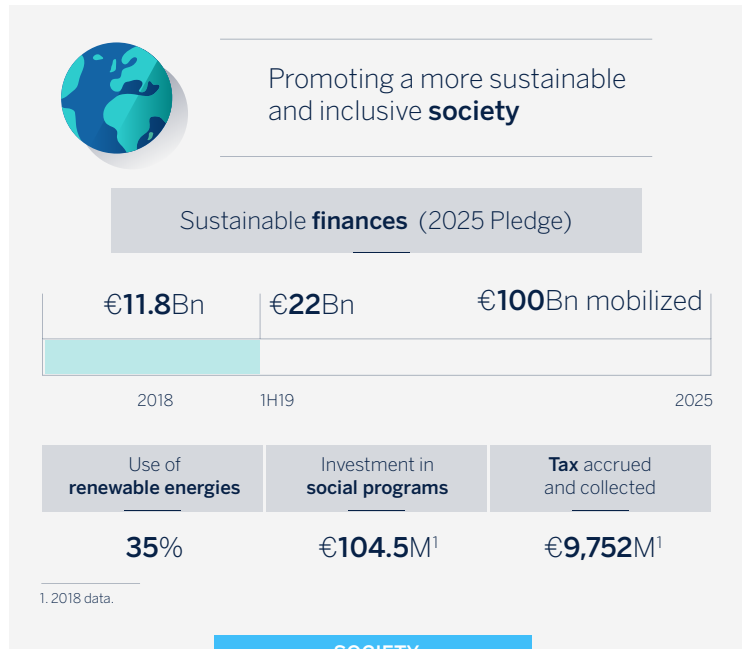 Promoting a more sustainable
and inclusive society
Sustainable finances (2025 Pledge)
€11.8Bn €22Bn €100Bn mobilized
2018 1H19 2025
Use of
renewable energies
35%
Investment in
social programs
€104.5M¹
Tax accrued
and collected
€9,752M¹
1. 2018 data.
SOCIETY